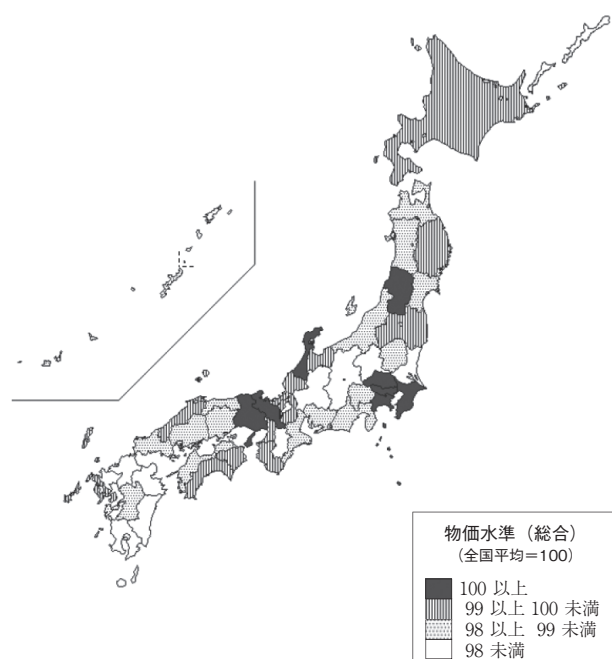 物価水準（総合）
（全国平均＝100）
100 以上
99 以上 100 未満
98 以上 99 未満
98 未満